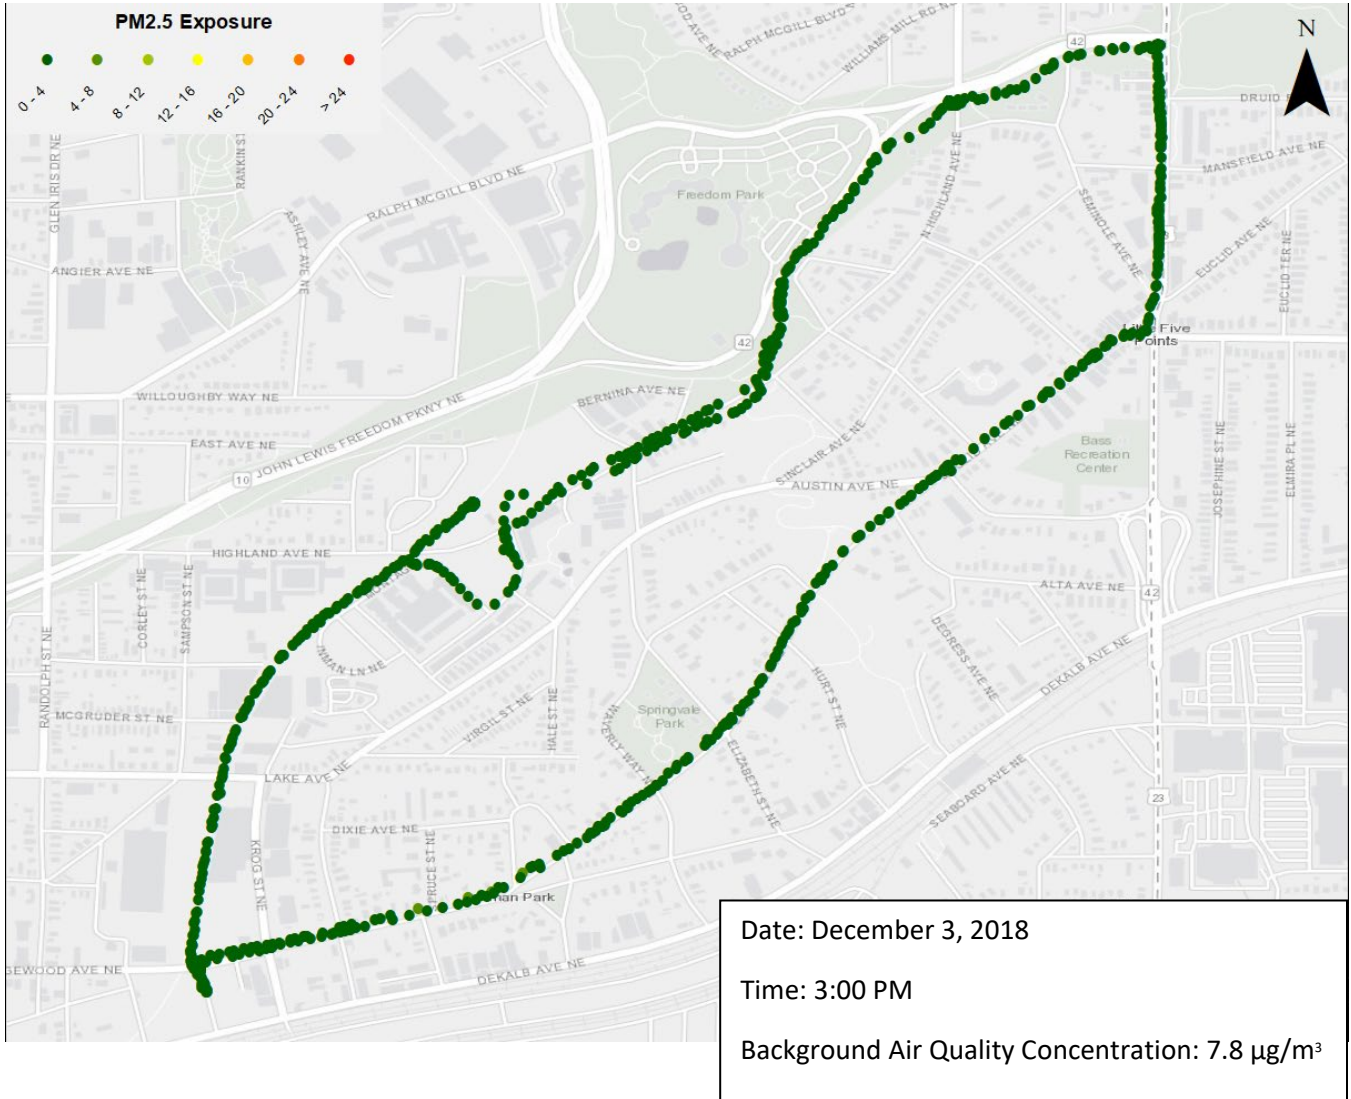 PM2.5 Exposure
0 - 4
4 - 8
8 - 12
12 - 16
16 - 20
20 - 24
> 24
N
RALPH MCGILL BLVD
WILLIAMS MILL RD NE
42
DRUID
MANSFIELD AVE NE
GLEN IRIS DR NE
RANKIN ST
RALPH MCGILL BLVD NE
ASHLEY AVE NE
Freedom Park
N HIGHLAND AVE NE
SEMINOLE AVE NE
EUCLID AVE NE
EUCLID TER NE
ANGIER AVE NE
42
Little Five
Points
WILLOUGHBY WAY NE
BERNINA AVE NE
EAST AVE NE
JOHN LEWIS FREEDOM PKWY NE
10
SINCLAIR AVE NE
AUSTIN AVE NE
Bass
Recreation
Center
JOSEPHINE ST NE
ELMIRA PL NE
HIGHLAND AVE NE
CORLEY ST NE
SAMPSON ST NE
ALTA AVE NE
42
RANDOLPH ST NE
INMAN LN NE
DEGRESS AVE NE
DEKALB AVE NE
HURT ST NE
MCGRUDER ST NE
VIRGIL ST NE
HALE ST NE
WAVERLY WAY N
Springvale
Park
ELIZABETH ST NE
LAKE AVE NE
SEABOARD AVE NE
23
DIXIE AVE NE
KROG ST NE
SPRUCE ST NE
man Park
GEWOOD AVE NE
DEKALB AVE NE
Date: December 3, 2018
Time: 3:00 PM
Background Air Quality Concentration: 7.8 µg/m³